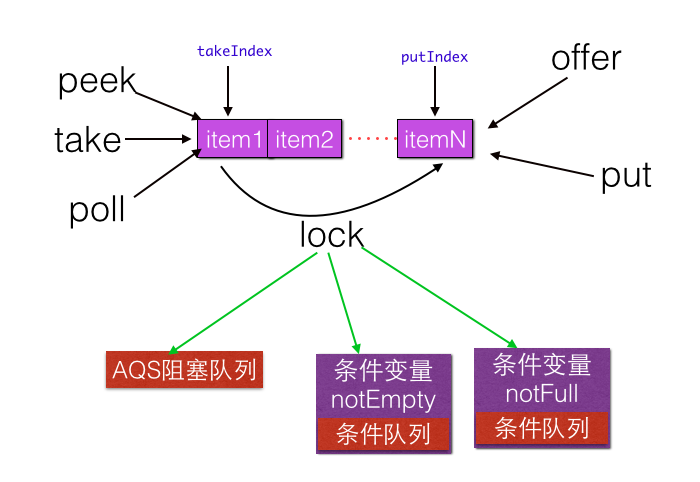 takeIndex
putIndex
offer
peek
item1
item2
itemN
take
put
poll
lock
AQS阻塞队列
条件变量
notEmpty
条件队列
条件变量
notFull
条件队列